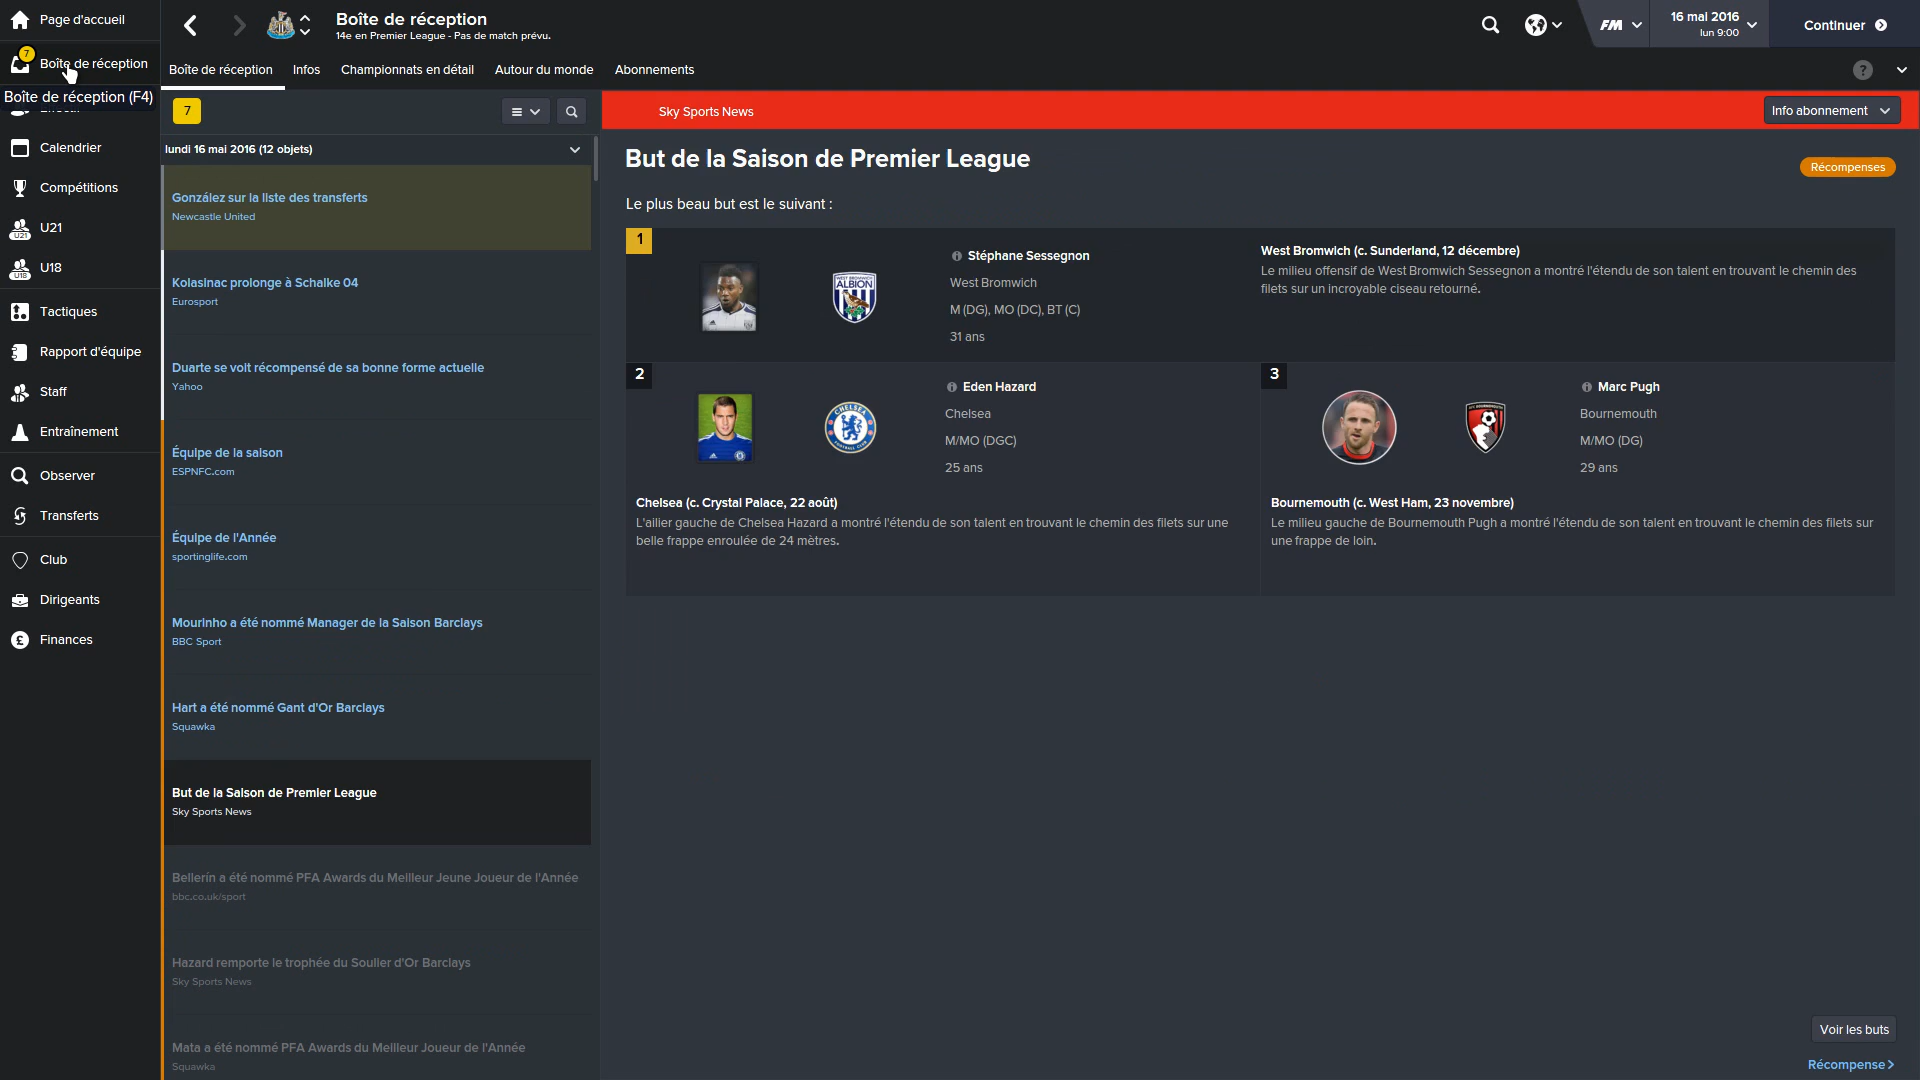 Page d'accueil
7
Boîte de réception
Boîte de réception (F4)
Calendrier
Compétitions
U21
U18
Tactiques
Rapport d'équipe
Staff
Entraînement
Observer
Transferts
Club
Dirigeants
Finances
Boîte de réception
14e en Premier League - Pas de match prévu.
FM
16 mai 2016
lun 9:00
Continuer
Boîte de réception
Infos
Championnats en détail
Autour du monde
Abonnements
?
7
lundi 16 mai 2016 (12 objets)
González sur la liste des transferts
Newcastle United
Kolasinac prolonge à Schalke 04
Eurosport
Duarte se voit récompensé de sa bonne forme actuelle
Yahoo
Équipe de la saison
ESPNFC.com
Équipe de l'Année
sportinglife.com
Mourinho a été nommé Manager de la Saison Barclays
BBC Sport
Hart a été nommé Gant d'Or Barclays
Squawka
But de la Saison de Premier League
Sky Sports News
Bellerín a été nommé PFA Awards du Meilleur Jeune Joueur de l'Année
bbc.co.uk/sport
Hazard remporte le trophée du Soulier d'Or Barclays
Sky Sports News
Mata a été nommé PFA Awards du Meilleur Joueur de l'Année
Squawka
Sky Sports News
Info abonnement
But de la Saison de Premier League
Récompenses
Le plus beau but est le suivant :
1
Stéphane Sessegnon
West Bromwich
M (DG), MO (DC), BT (C)
31 ans
West Bromwich (c. Sunderland, 12 décembre)
Le milieu offensif de West Bromwich Sessegnon a montré l'étendu de son talent en trouvant le chemin des
filets sur un incroyable ciseau retourné.
2
Eden Hazard
Chelsea
M/MO (DGC)
25 ans
Chelsea (c. Crystal Palace, 22 août)
L'ailier gauche de Chelsea Hazard a montré l'étendu de son talent en trouvant le chemin des filets sur une
belle frappe enroulée de 24 mètres.
3
Marc Pugh
Bournemouth
M/MO (DG)
29 ans
Bournemouth (c. West Ham, 23 novembre)
Le milieu gauche de Bournemouth Pugh a montré l'étendu de son talent en trouvant le chemin des filets sur
une frappe de loin.
Voir les buts
Récompense